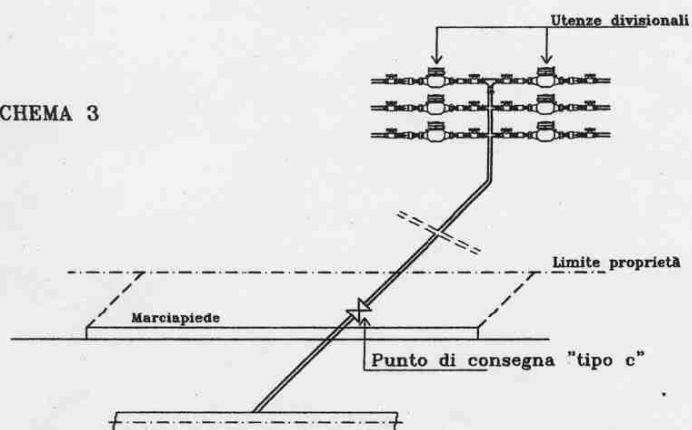 Utenze divisionali
CHEMA 3
Limite proprietà
Marciapiede
Punto di consegna "tipo c"